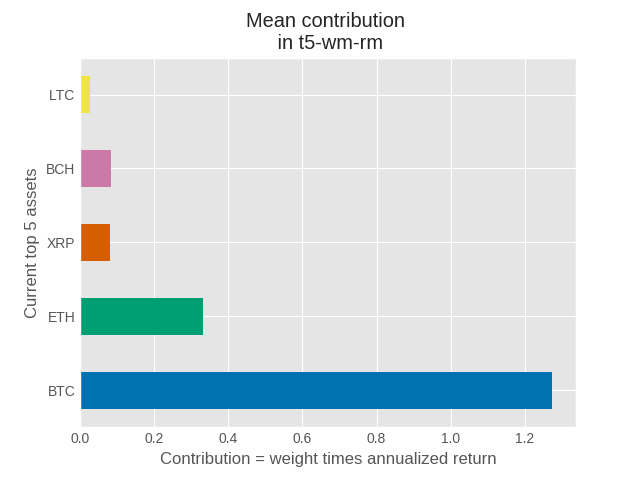 Mean contribution
in t5-wm-rm
Current top 5 assets
LTC
BCH
XRP
ETH
BTC
0.0 0.2 0.4 0.6 0.8 1.0 1.2
Contribution = weight times annualized return